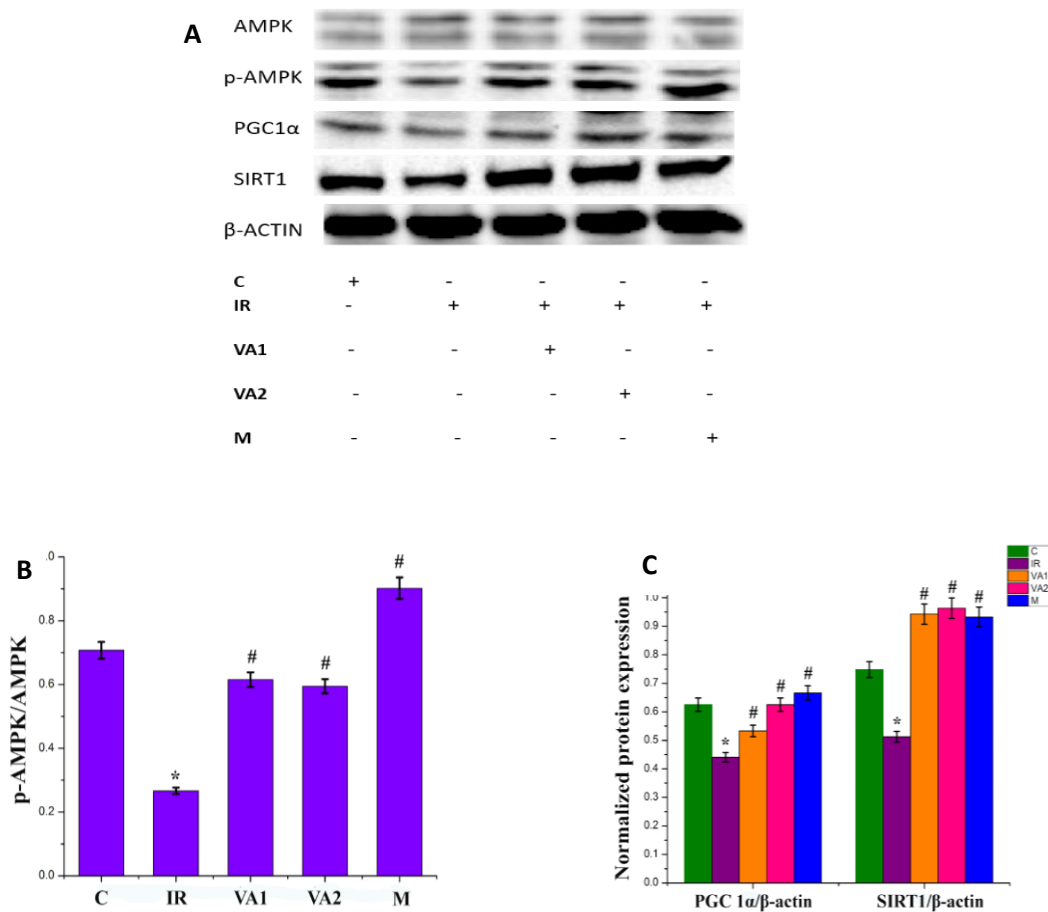 A
AMPK
p-AMPK
PGC1α
SIRT1
β-ACTIN
C + - - - -
IR - + + + +
VA1 - - + - -
VA2 - - - + -
M - - - - +
B
p-AMPK/AMPK
.0
0.8
0.6
0.4
0.2
0.0
* # # #
C IR VA1 VA2 M
C
C
IR
VA1
VA2
M
Normalized protein expression
1.0
0.9
0.8
0.7
0.6
0.5
0.4
0.3
0.2
0.1
0.0
* # # # * # # #
PGC 1α/β-actin SIRT1/β-actin